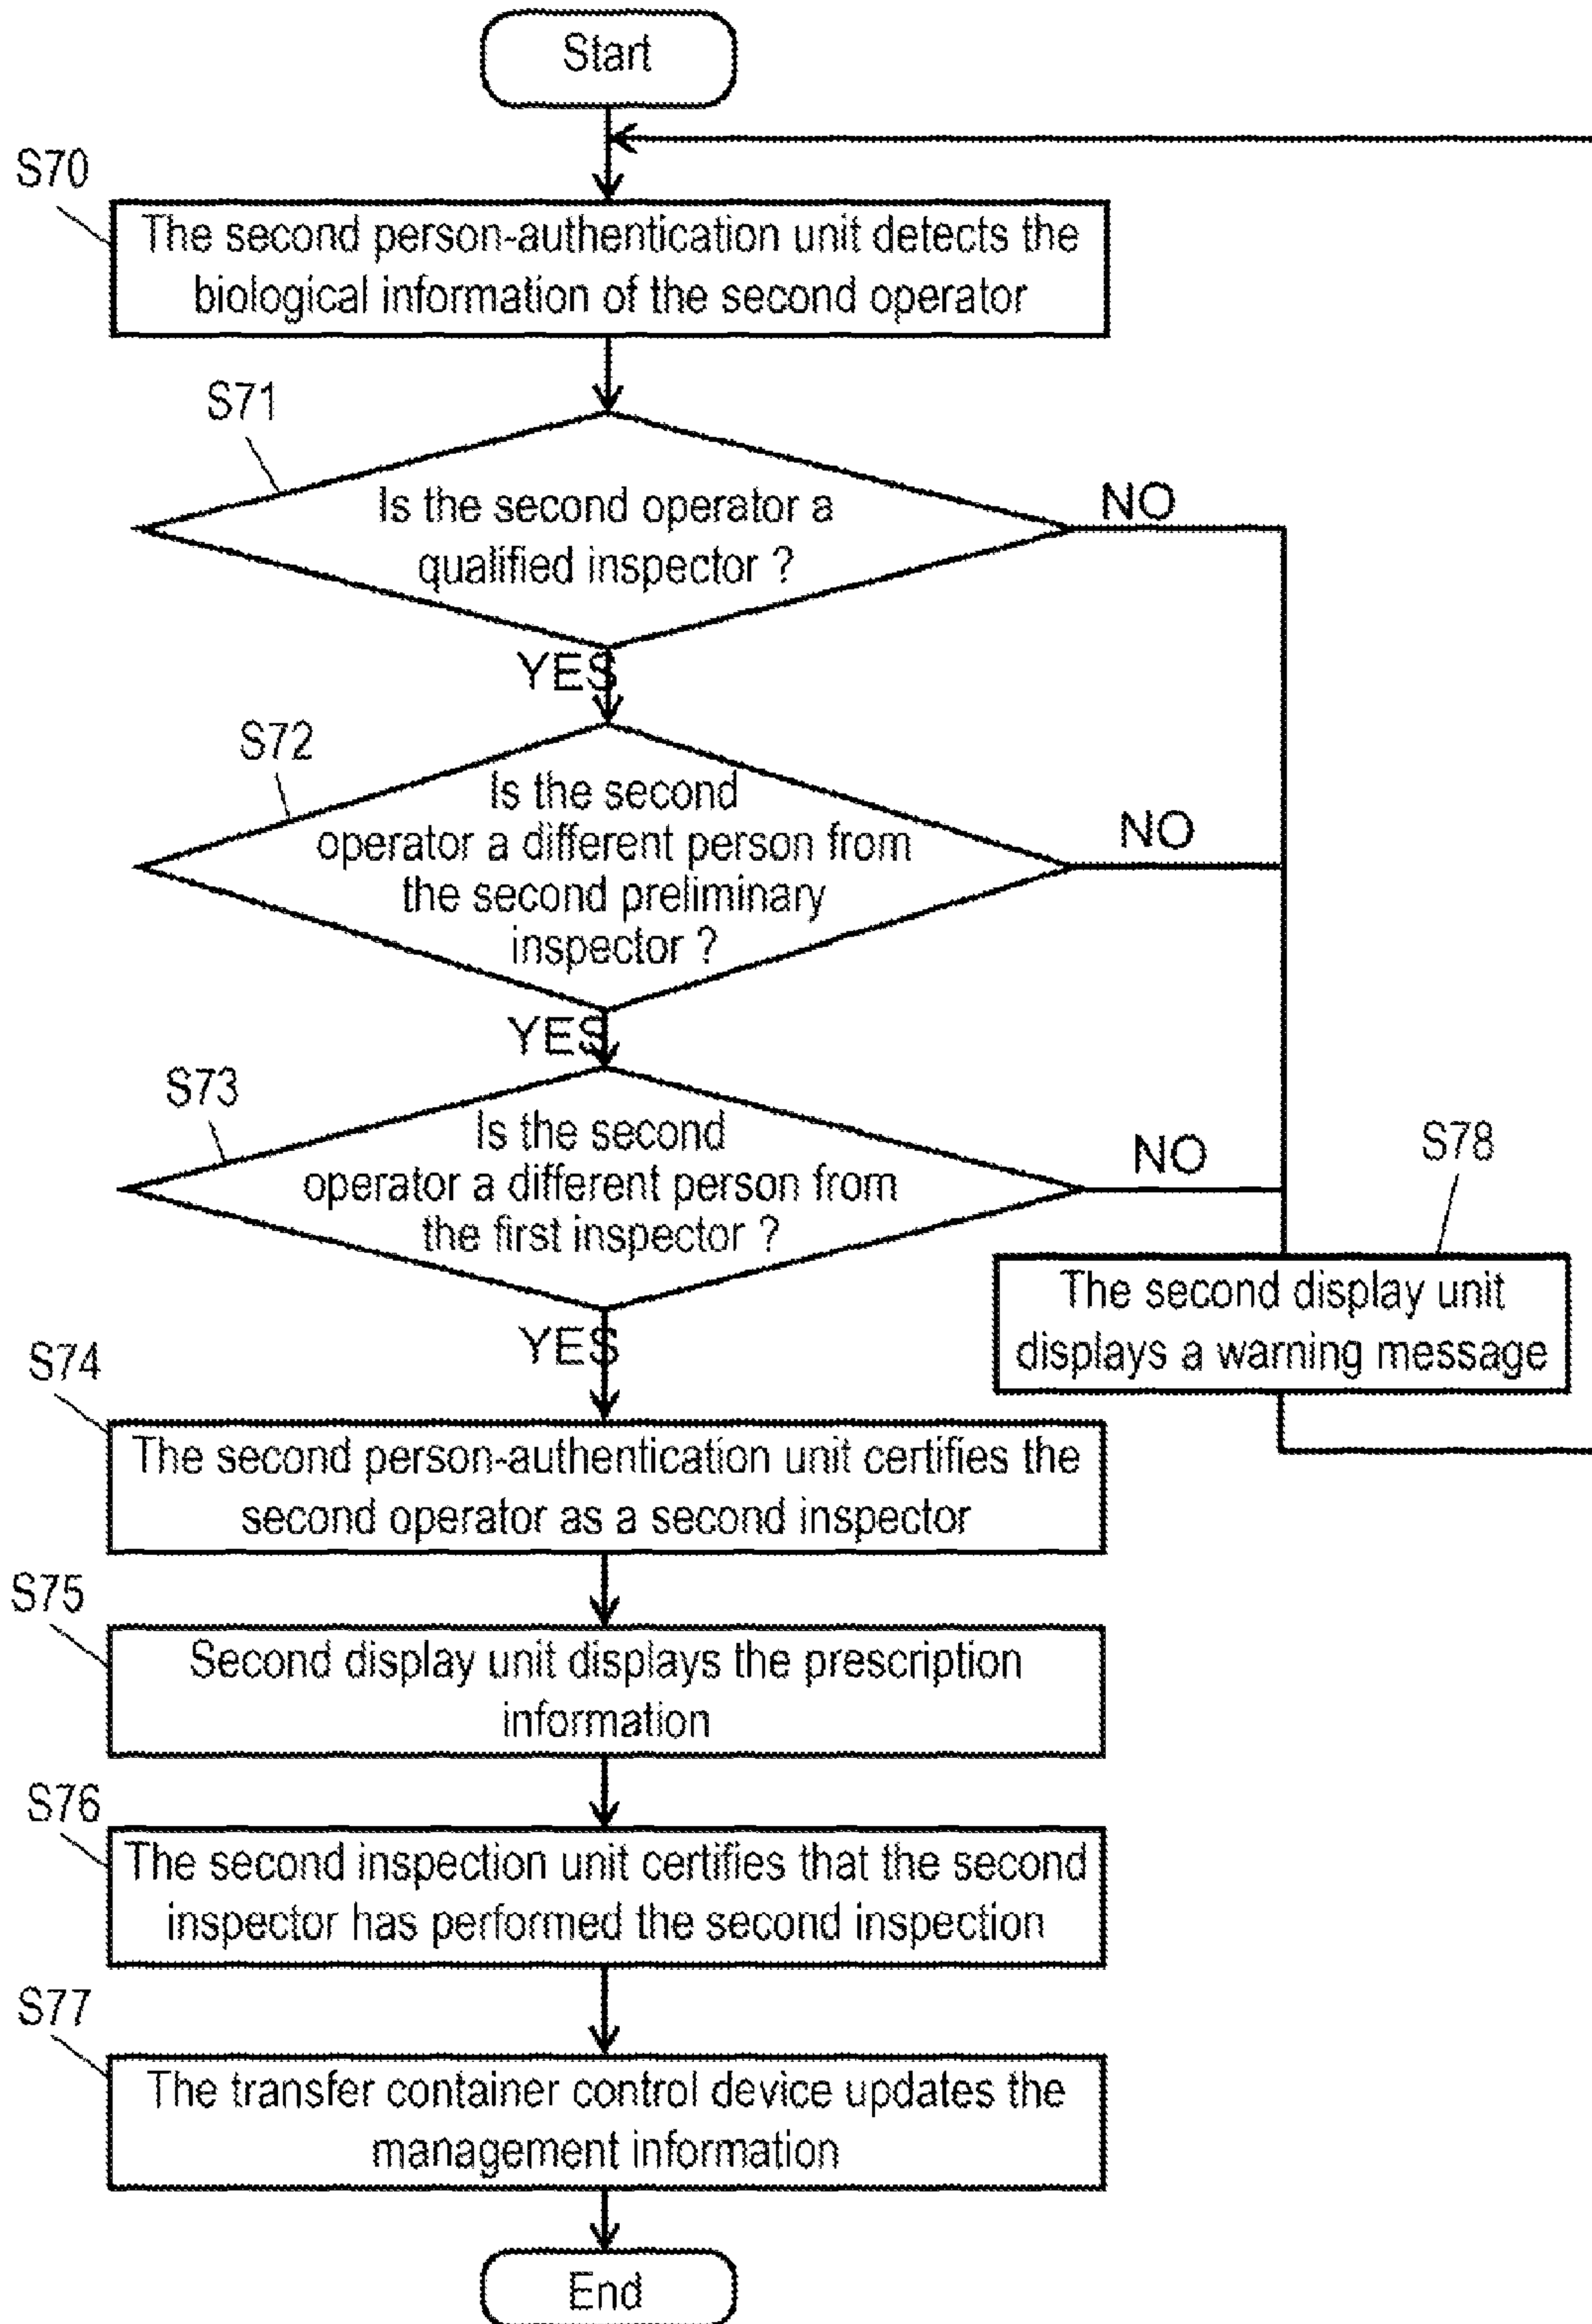 Start
S70
The second person-authentication unit detects the
biological information of the second operator
S71
Is the second operator a
qualified inspector ?
NO
YES
S72
Is the second
operator a different person from
the second preliminary
inspector ?
NO
YES
S73
Is the second
operator a different person from
the first inspector ?
NO
S78
The second display unit
displays a warning message
YES
S74
The second person-authentication unit certifies the
second operator as a second inspector
S75
Second display unit displays the prescription
information
S76
The second inspection unit certifies that the second
inspector has performed the second inspection
S77
The transfer container control device updates the
management information
End